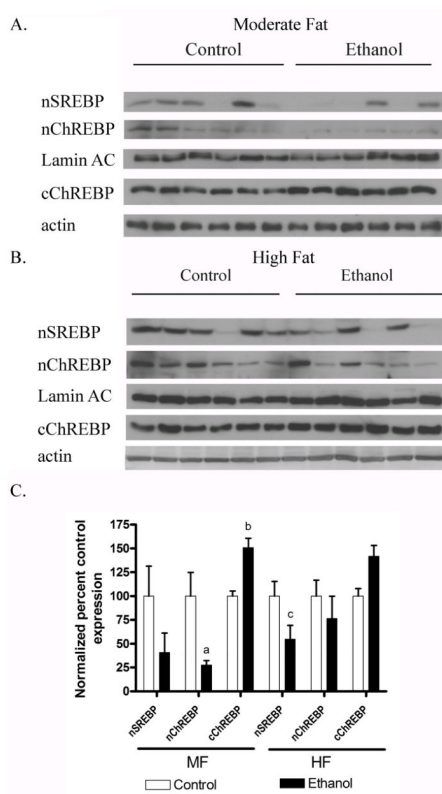 A.
Moderate Fat
Control Ethanol
nSREBP
nChREBP
Lamin AC
cChREBP
actin
B.
High Fat
Control Ethanol
nSREBP
nChREBP
Lamin AC
cChREBP
actin
C.
Normalized percent control
expression
175
150
125
100
75
50
25
0
a
b
c
nSREBP nChREBP cChREBP nSREBP nChREBP cChREBP
MF HF
Control Ethanol